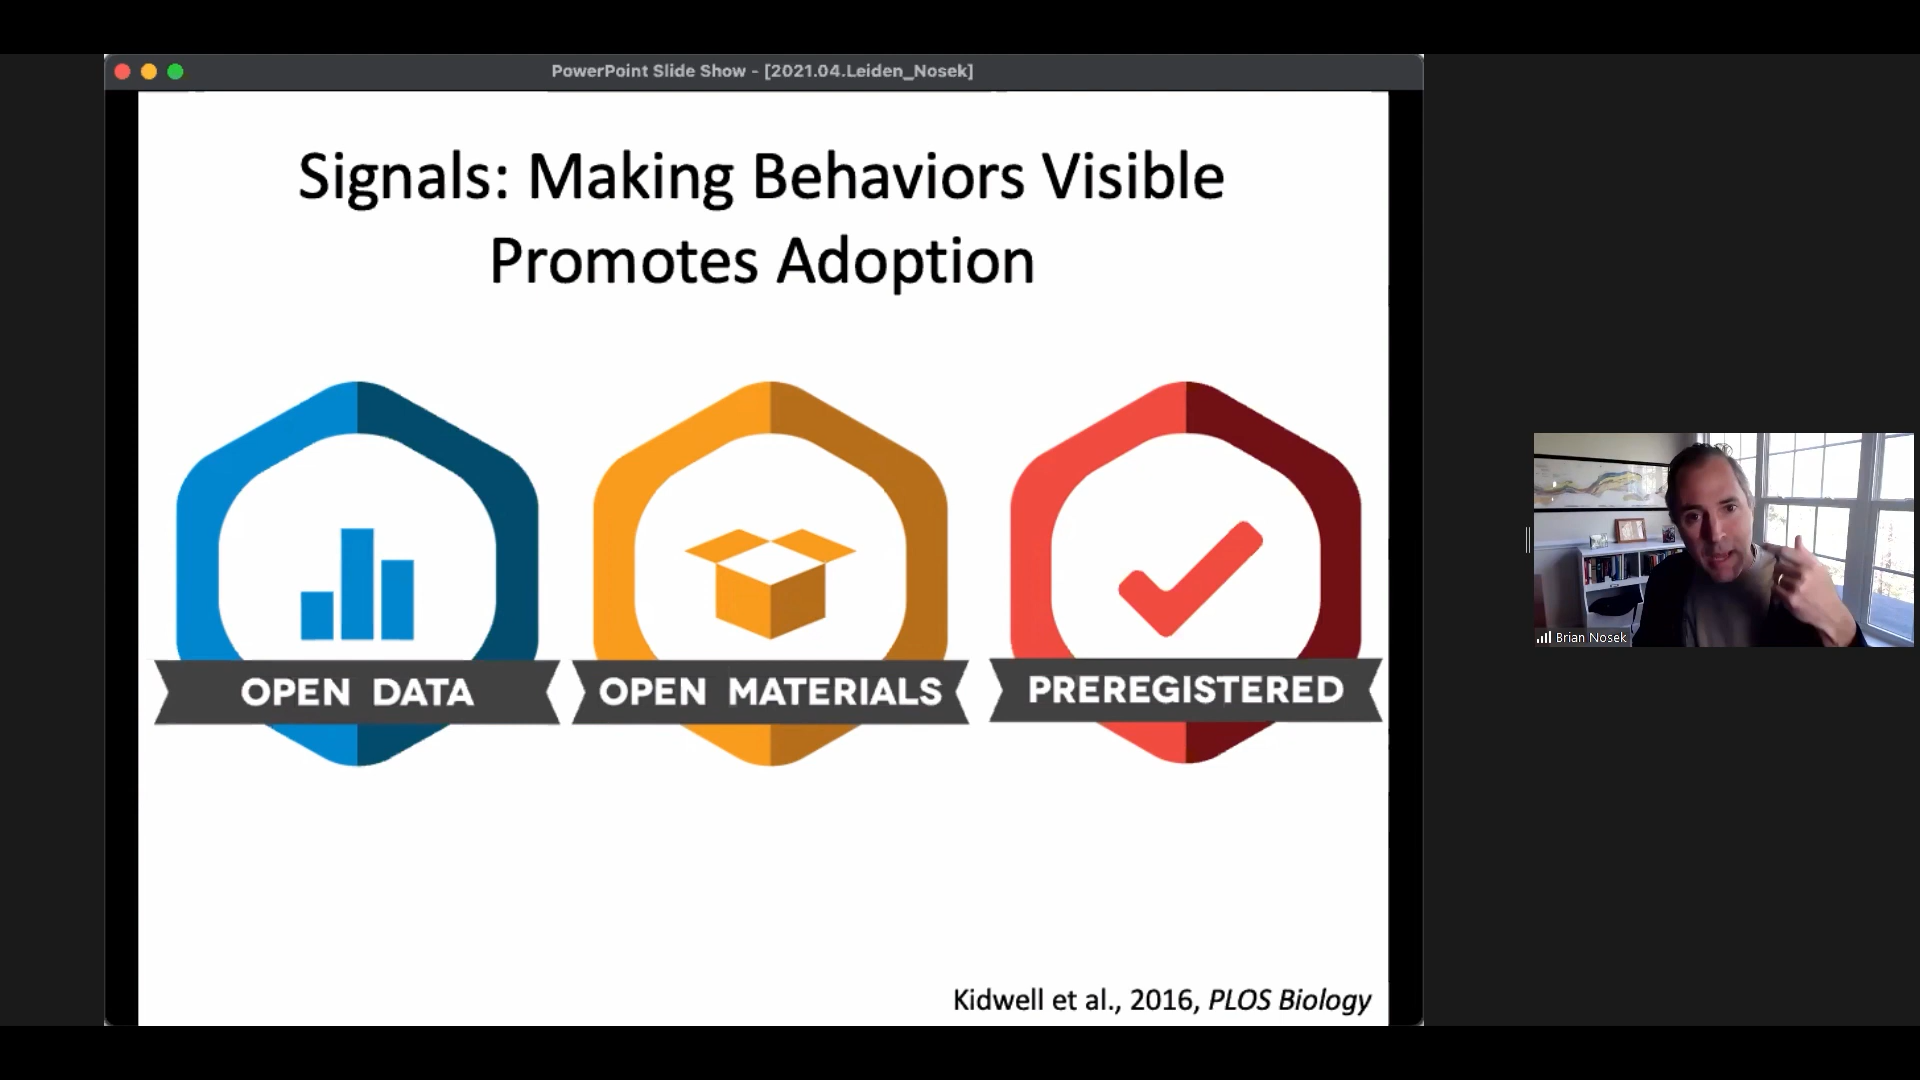 PowerPoint Slide Show - [2021.04.Leiden_Nosek]
Signals: Making Behaviors Visible
Promotes Adoption
OPEN DATA
OPEN MATERIALS
PREREGISTERED
Kidwell et al., 2016, PLOS Biology
Brian Nosek